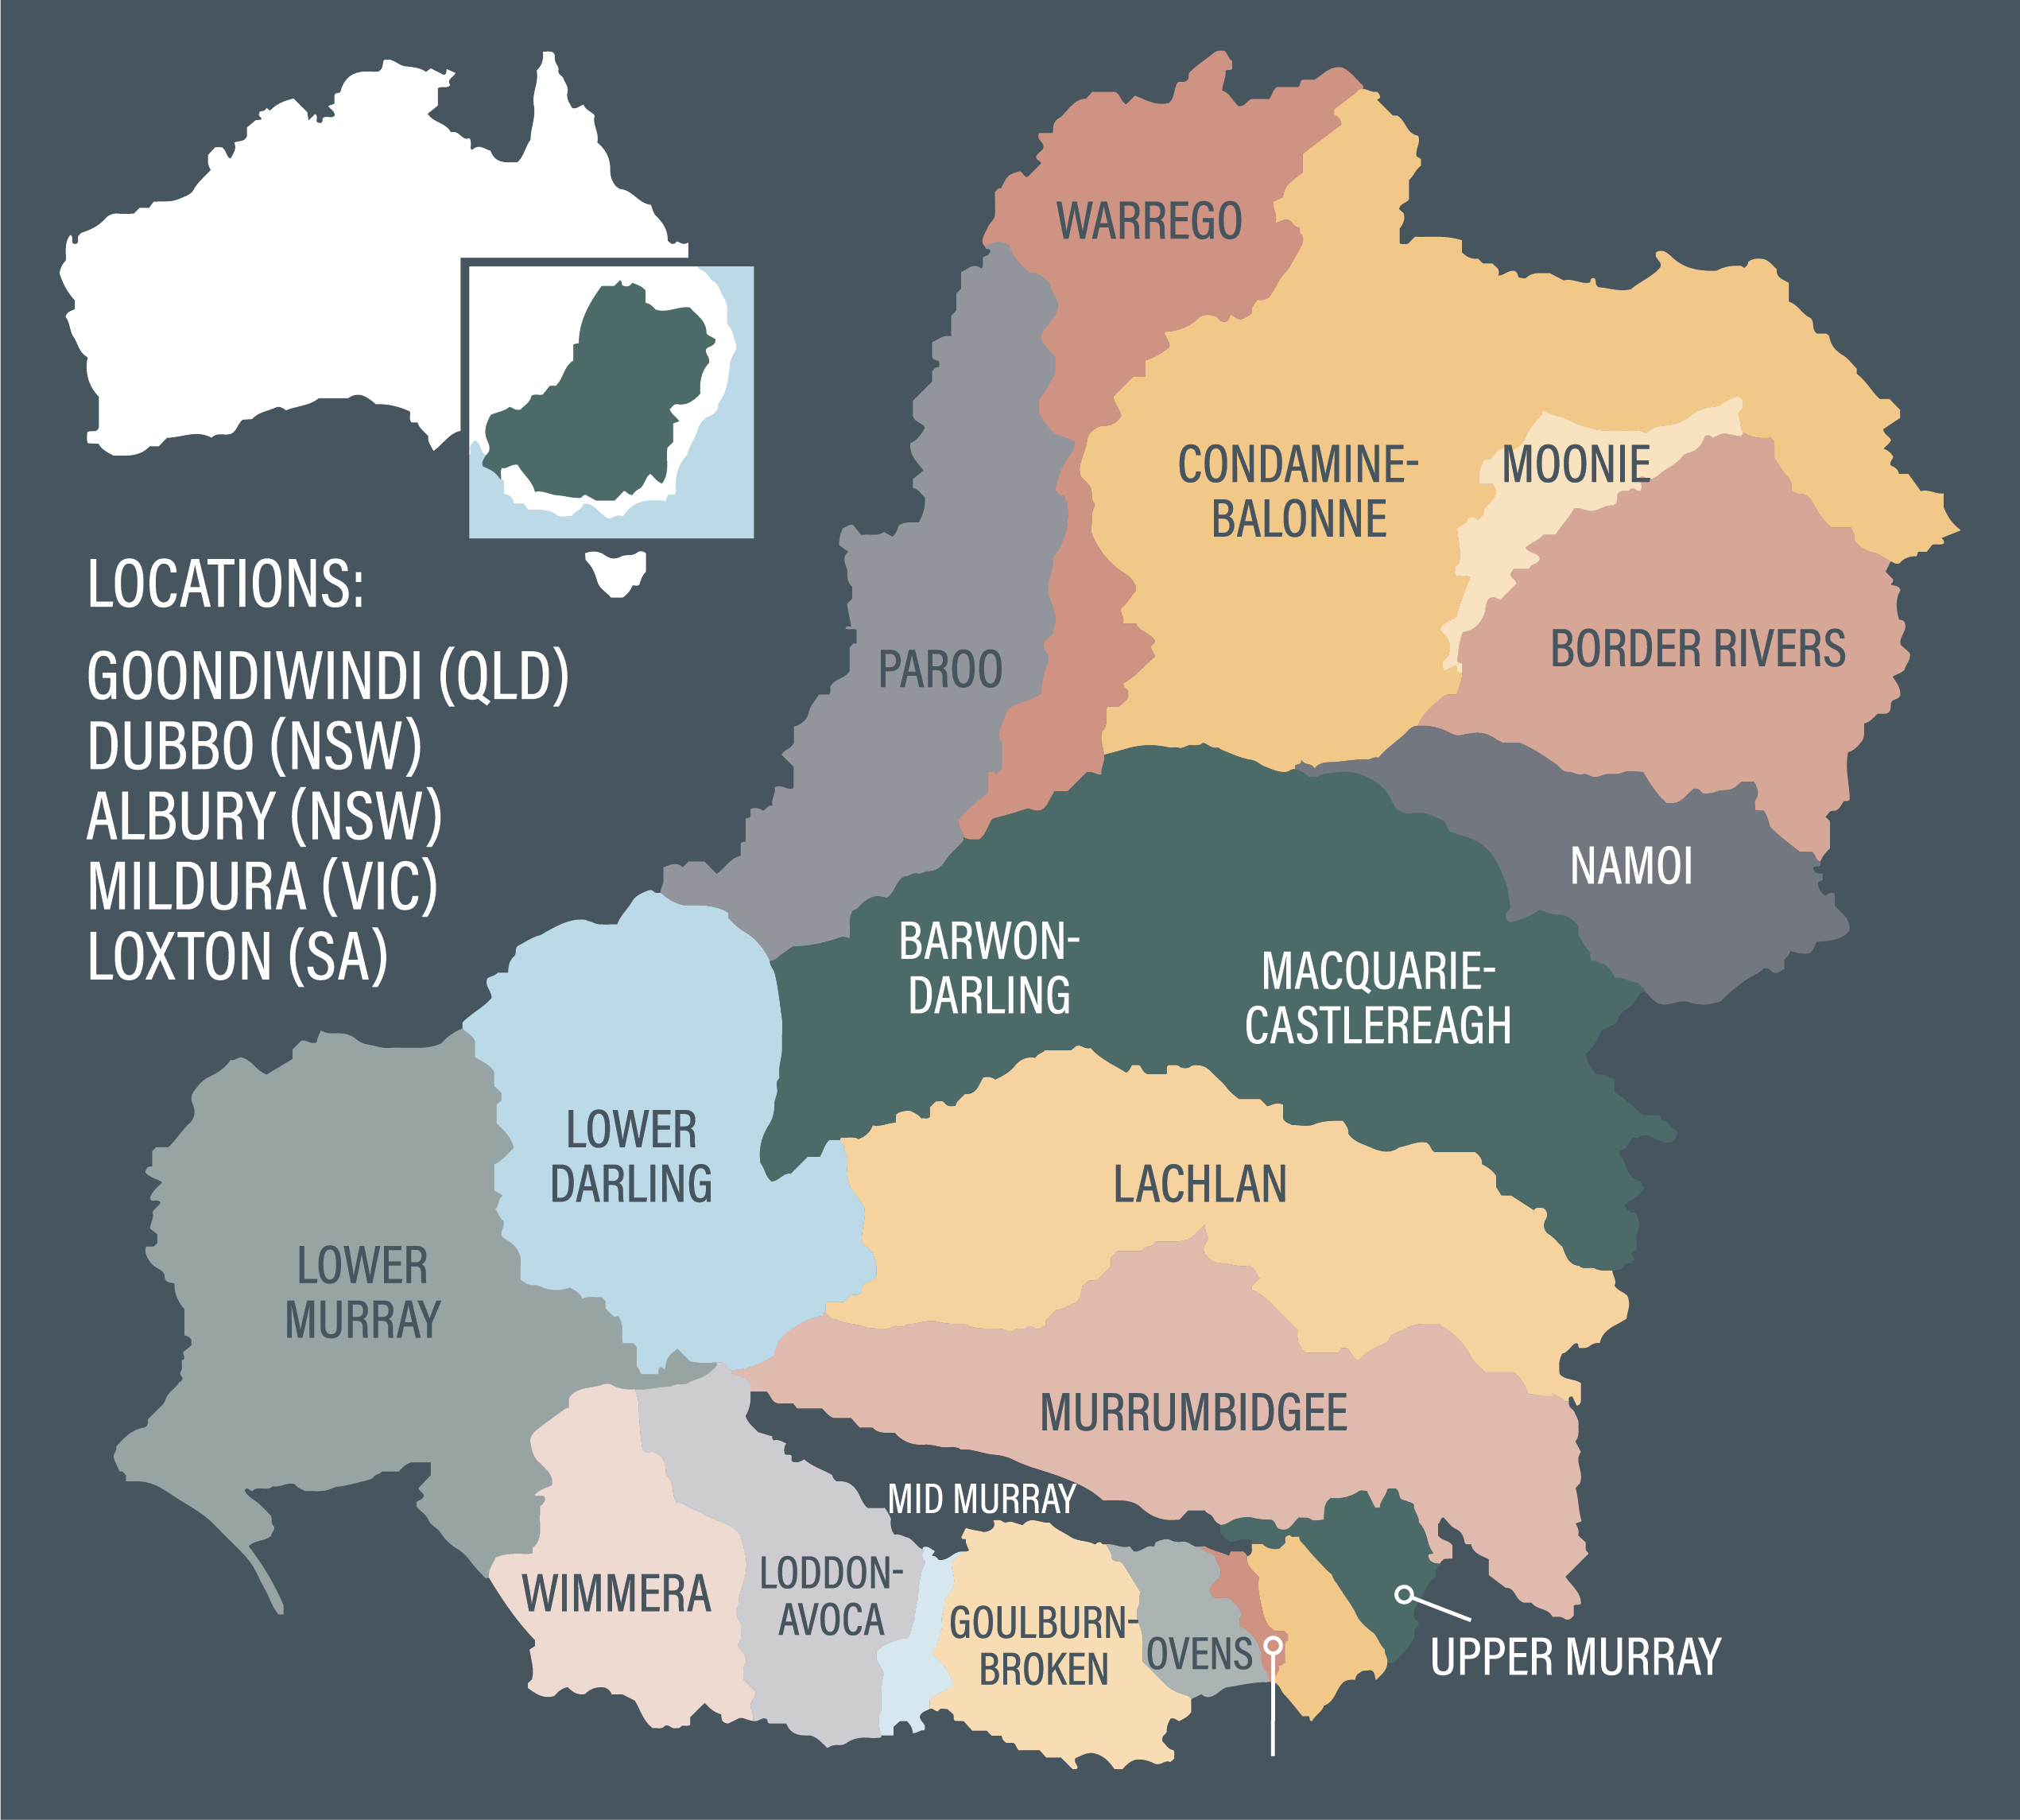 WARREGO
CONDAMINE-
BALONNE
MOONIE
LOCATIONS:
GOONDIWINDI (QLD)
DUBBO (NSW)
ALBURY (NSW)
MILDURA (VIC)
LOXTON (SA)
PAROO
BORDER RIVERS
NAMOI
BARWON-
DARLING
MACQUARIE-
CASTLEREAGH
LOWER
DARLING
LACHLAN
LOWER
MURRAY
MURRUMBIDGEE
MID MURRAY
WIMMERA
LODDON-
AVOCA
GOULBURN-
BROKEN
OVENS
UPPER MURRAY